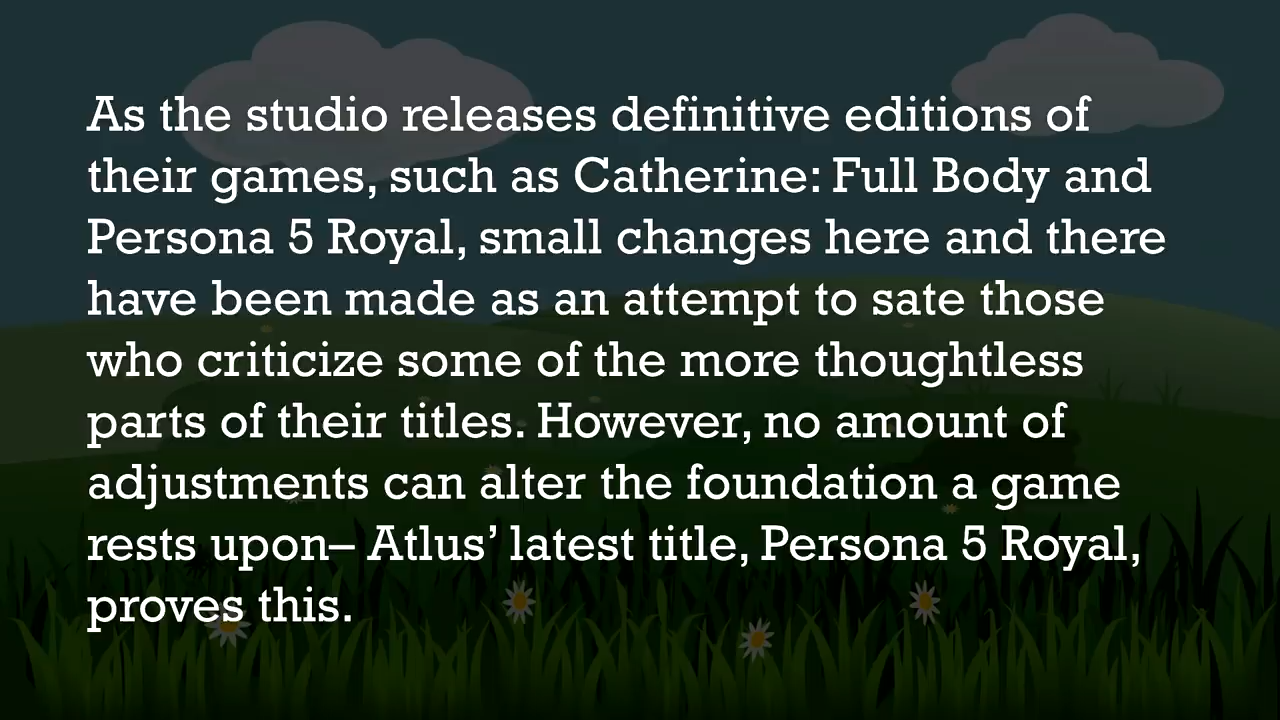 As the studio releases definitive editions of
their games, such as Catherine: Full Body and
Persona 5 Royal, small changes here and there
have been made as an attempt to sate those
who criticize some of the more thoughtless
parts of their titles. However, no amount of
adjustments can alter the foundation a game
rests upon– Atlus’ latest title, Persona 5 Royal,
proves this.